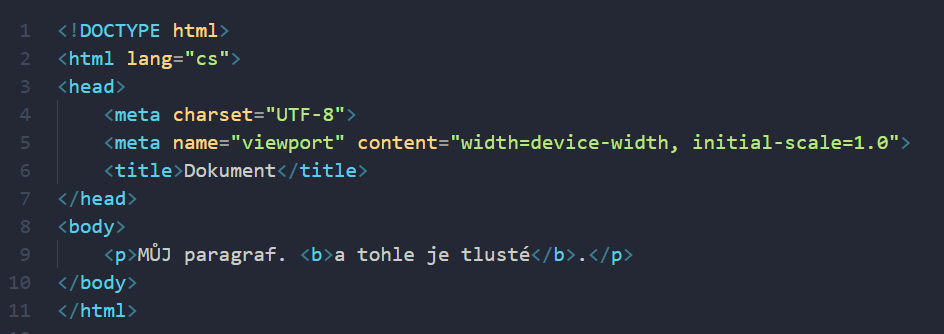 1 <!DOCTYPE html>
2 <html lang="cs">
3 <head>
4     <meta charset="UTF-8">
5     <meta name="viewport" content="width=device-width, initial-scale=1.0">
6     <title>Dokument</title>
7 </head>
8 <body>
9     <p>MŮJ paragraf. <b>a tohle je tlusté</b>.</p>
10 </body>
11 </html>